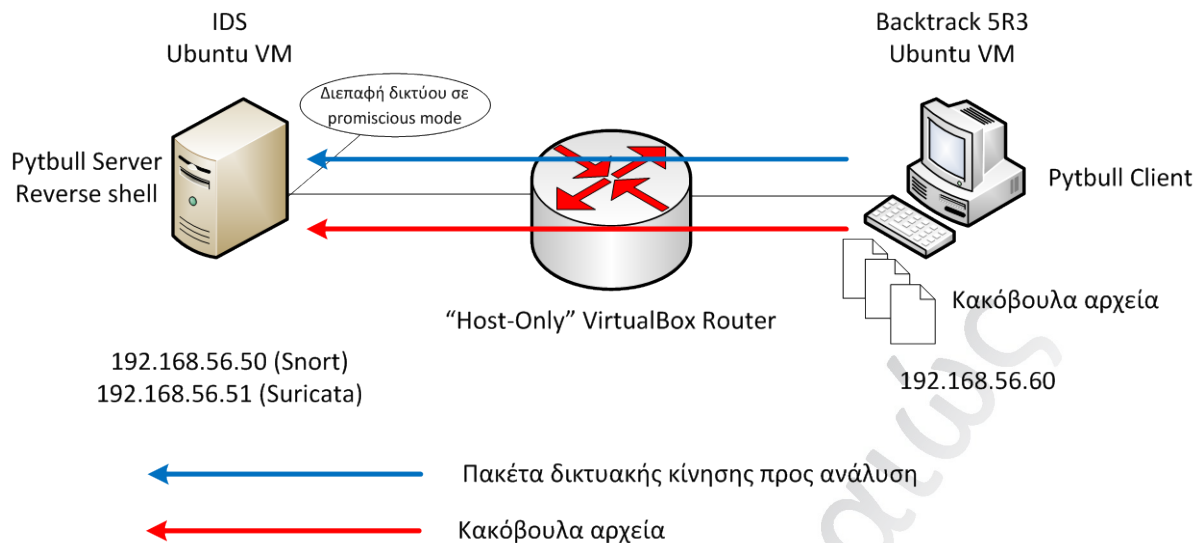 IDS
Ubuntu VM
Backtrack 5R3
Ubuntu VM
Διεπαφή δικτύου σε
promiscious mode
Pytbull Server
Reverse shell
Pytbull Client
Κακόβουλα αρχεία
“Host-Only” VirtualBox Router
192.168.56.50 (Snort)
192.168.56.51 (Suricata)
192.168.56.60
Πακέτα δικτυακής κίνησης προς ανάλυση
Κακόβουλα αρχεία